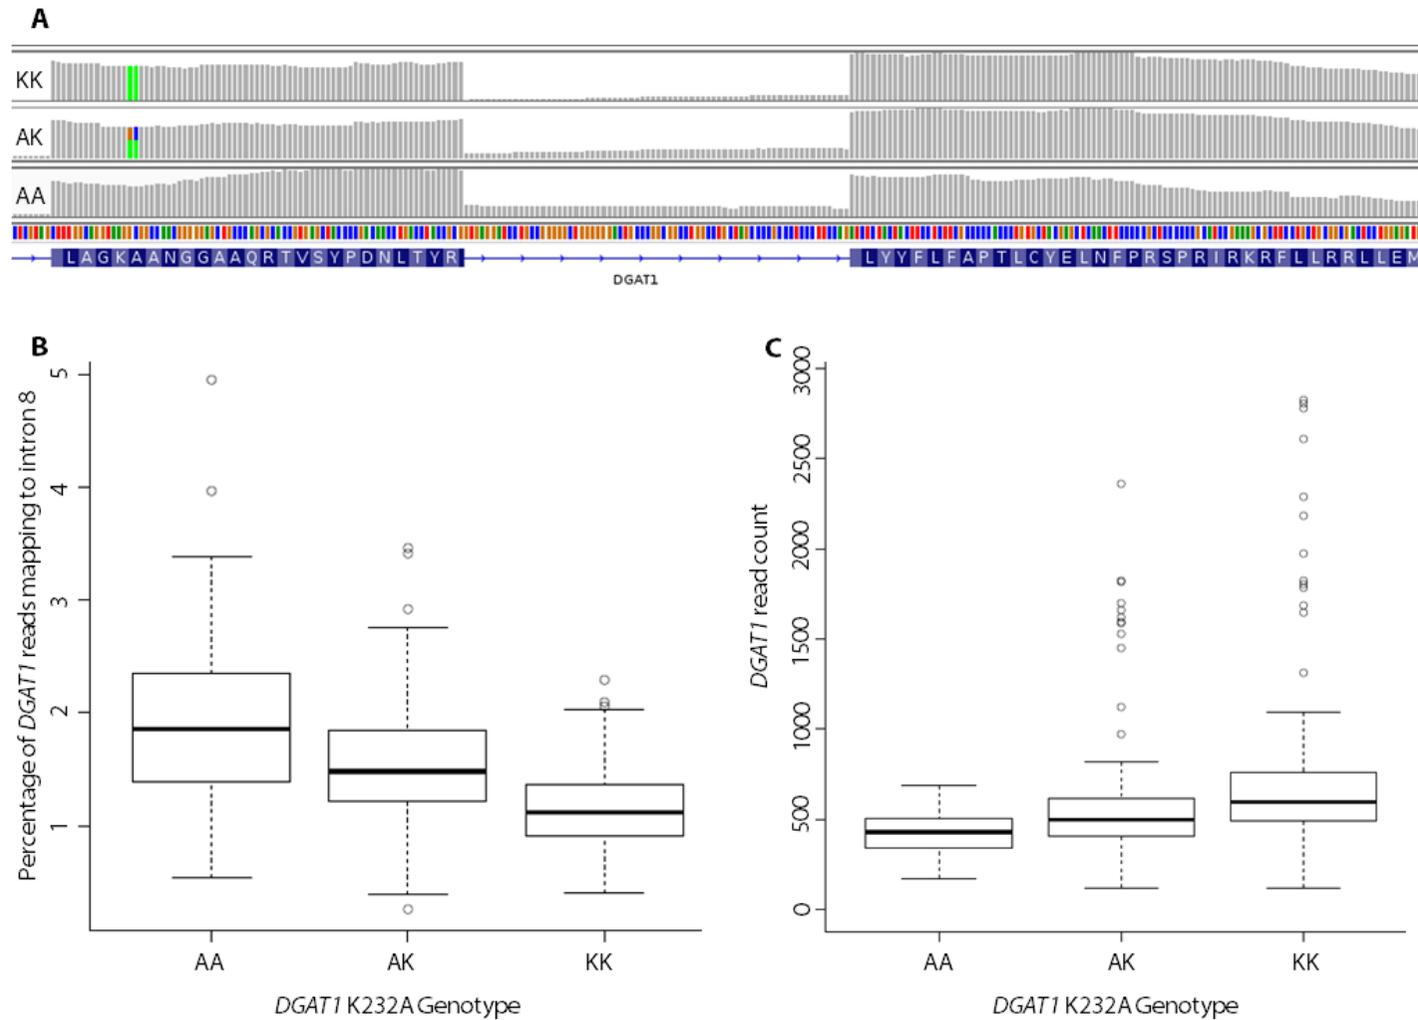 A
KK
AK
AA
LAGKAANGGAAQRTVSYPDNLTYR LYYFLFAPTLCYELNFPRSPRIRKRFLLRRLLEM
DGAT1
B
Percentage of DGAT1 reads mapping to intron 8
5
4
3
2
1
AA AK KK
DGAT1 K232A Genotype
C
DGAT1 read count
3000
2500
2000
1500
1000
500
0
AA AK KK
DGAT1 K232A Genotype